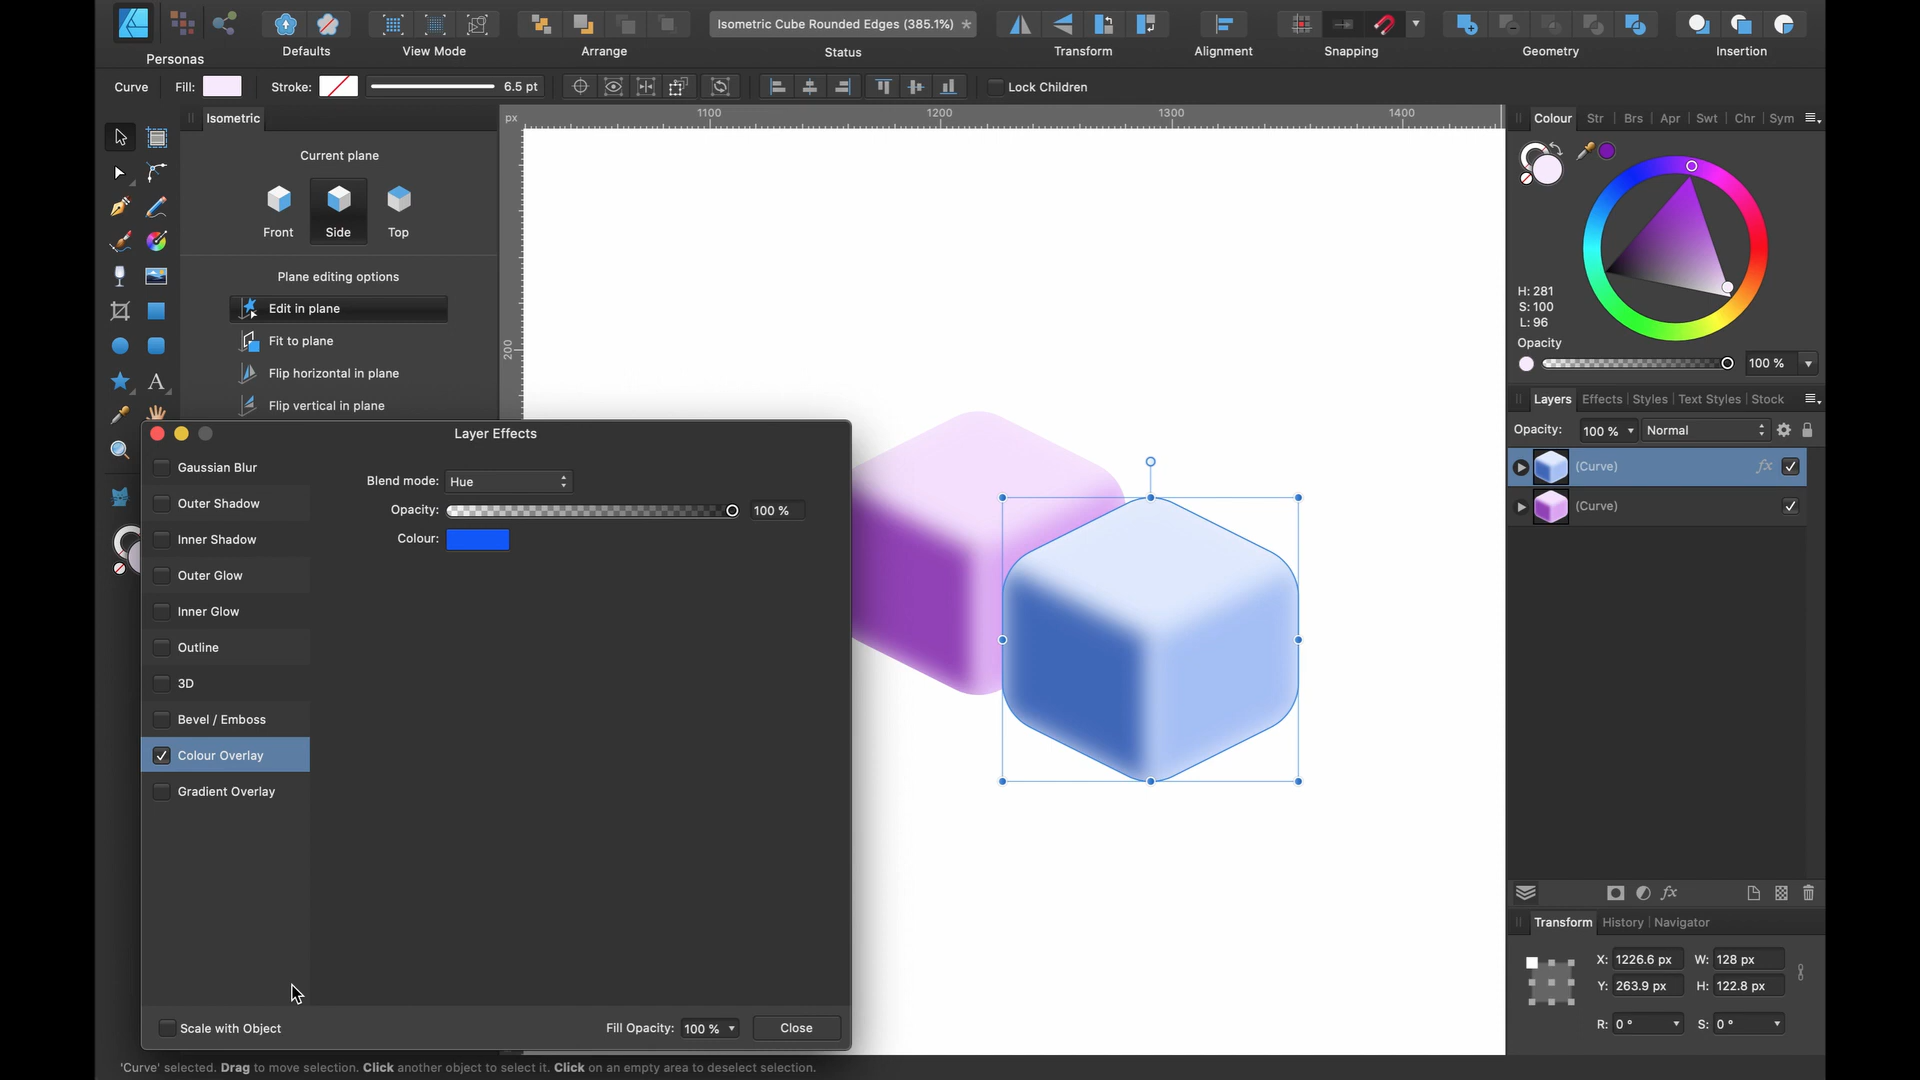 Isometric Cube Rounded Edges (385.1%) *
Personas
Defaults
View Mode
Arrange
Status
Transform
Alignment
Snapping
Geometry
Insertion
Curve
Fill:
Stroke:
6.5 pt
Lock Children
Isometric
Current plane
Front
Side
Top
Plane editing options
Edit in plane
Fit to plane
Flip horizontal in plane
Flip vertical in plane
px
1100
1200
1300
1400
200
Layer Effects
Gaussian Blur
Outer Shadow
Inner Shadow
Outer Glow
Inner Glow
Outline
3D
Bevel / Emboss
Colour Overlay
Gradient Overlay
Blend mode: Hue
Opacity: 100 %
Colour:
Scale with Object
Fill Opacity: 100 %
Close
Colour Str Brs Apr Swt Chr Sym
H: 281
S: 100
L: 96
Opacity
100 %
Layers Effects Styles Text Styles Stock
Opacity: 100 % Normal
(Curve) fx
(Curve)
fx
Transform History Navigator
X: 1226.6 px W: 128 px
Y: 263.9 px H: 122.8 px
R: 0 ° S: 0 °
'Curve' selected. Drag to move selection. Click another object to select it. Click on an empty area to deselect selection.